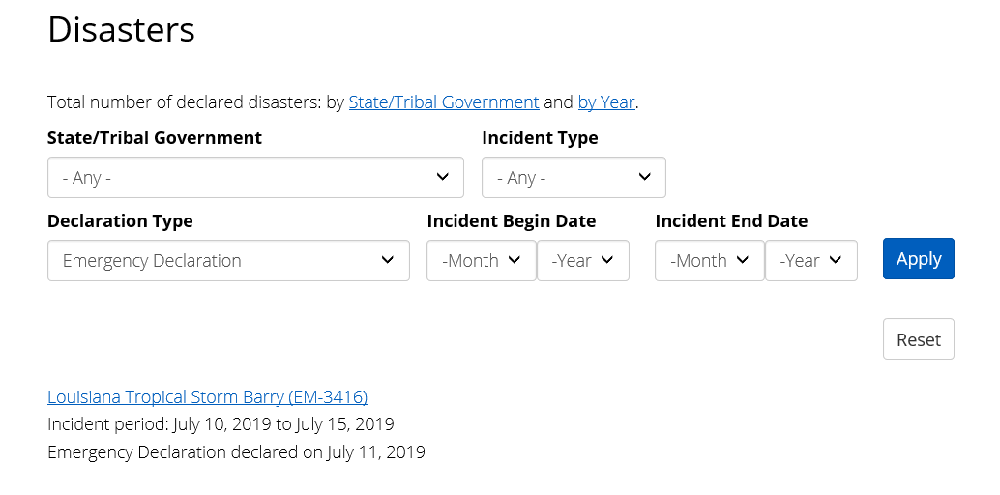 Disasters
Total number of declared disasters: by State/Tribal Government and by Year.
State/Tribal Government Incident Type
- Any - - Any -
Declaration Type Incident Begin Date Incident End Date
Emergency Declaration -Month -Year -Month -Year Apply
Reset
Louisiana Tropical Storm Barry (EM-3416)
Incident period: July 10, 2019 to July 15, 2019
Emergency Declaration declared on July 11, 2019